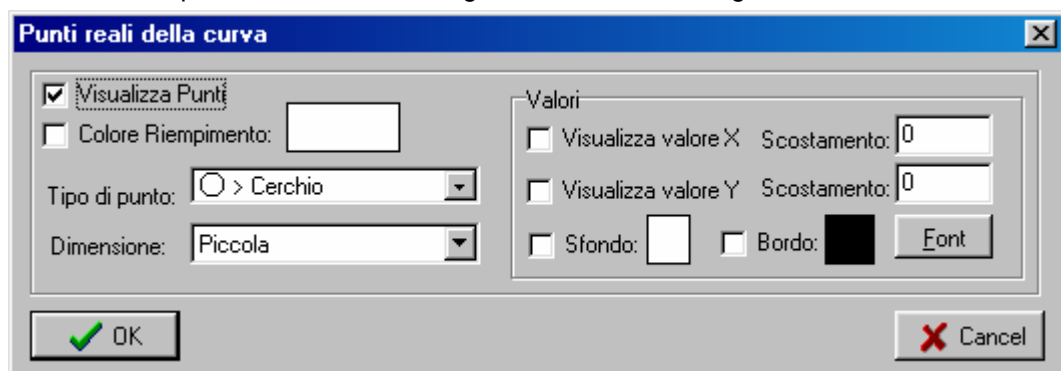 Punti reali della curva
Visualizza Punti
Colore Riempimento:
Tipo di punto: > Cerchio
Dimensione: Piccola
Valori
Visualizza valore X Scostamento: 0
Visualizza valore Y Scostamento: 0
Sfondo: Bordo: Font
OK
Cancel